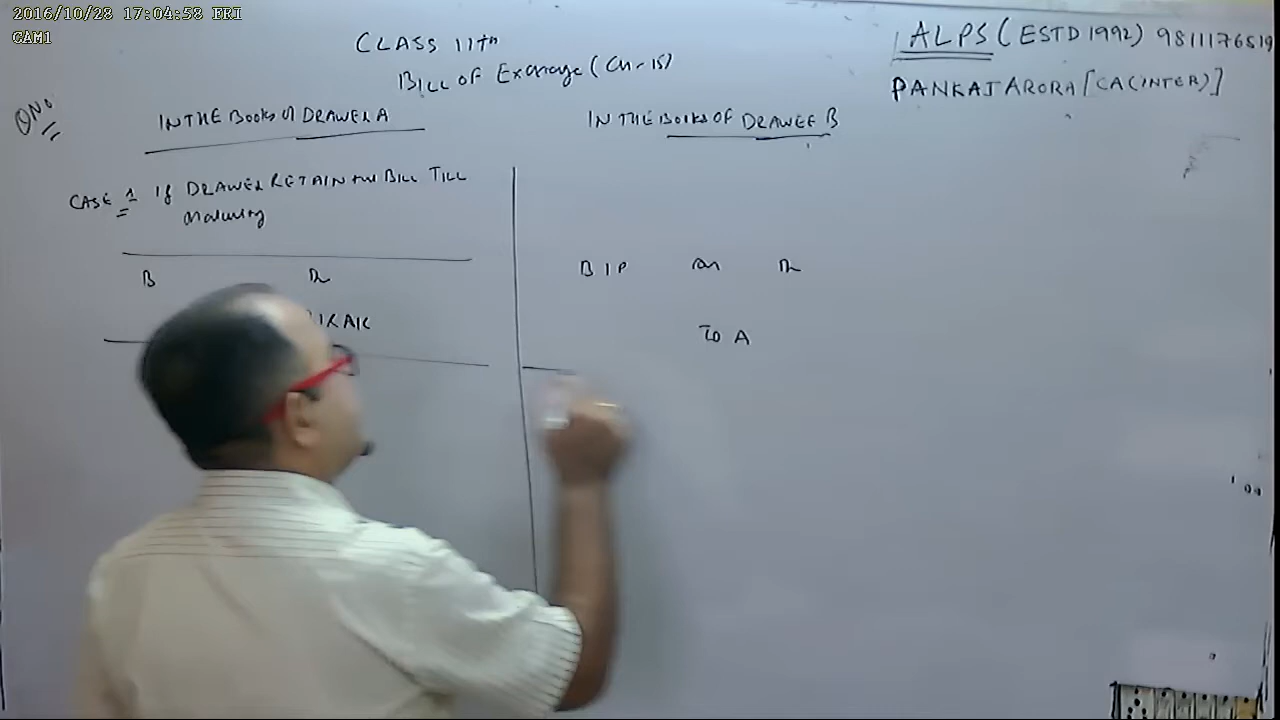 2016/10/28 17:04:58 FRI
CAM1
CLASS 11th
BILL OF Exchange (CH-15)
ALPS (ESTD 1992) 9811176519
PANKAJ ARORA [CA(INTER)]
QNo
IN THE BOOKS OF DRAWER A
IN THE BOOKS OF DRAWEE B
CASE 1 If DRAWER RETAIN the BILL TILL
maturity
B Dr
B/P Dr
To A